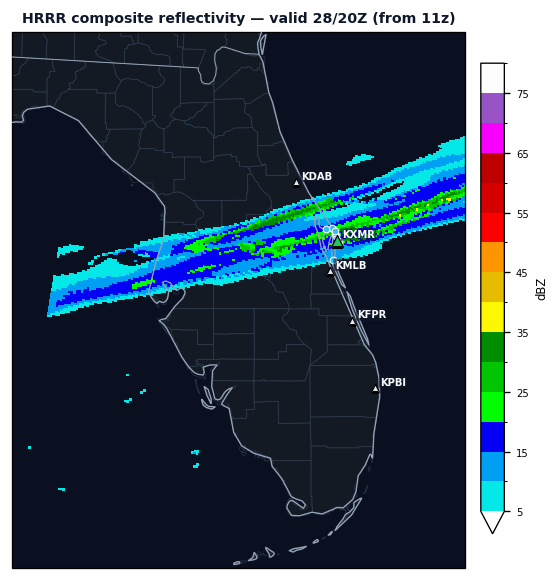 HRRR composite reflectivity — valid 28/20Z (from 11z)
KDAB
KXMR
KMLB
KFPR
KPBI
75
65
55
45
35
25
15
5
dBZ